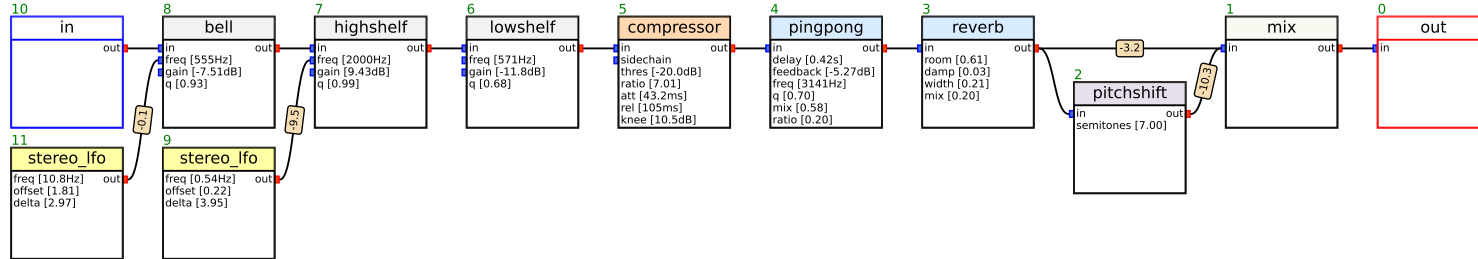 10
in
out
8
bell
in out
freq [555Hz]
gain [-7.51dB]
q [0.93]
7
highshelf
in out
freq [2000Hz]
gain [9.43dB]
q [0.99]
6
lowshelf
in out
freq [571Hz]
gain [-11.8dB]
q [0.68]
5
compressor
in out
sidechain
thres [-20.0dB]
ratio [7.01]
att [43.2ms]
rel [105ms]
knee [10.5dB]
4
pingpong
in out
delay [0.42s]
feedback [-5.27dB]
freq [3141Hz]
q [0.70]
mix [0.58]
ratio [0.20]
3
reverb
in out
room [0.61]
damp [0.03]
width [0.21]
mix [0.20]
-3.2
2
pitchshift
in out
semitones [7.00]
-10.3
1
mix
in out
0
out
in
-0.1
-9.5
11
stereo_lfo
freq [10.8Hz] out
offset [1.81]
delta [2.97]
9
stereo_lfo
freq [0.54Hz] out
offset [0.22]
delta [3.95]